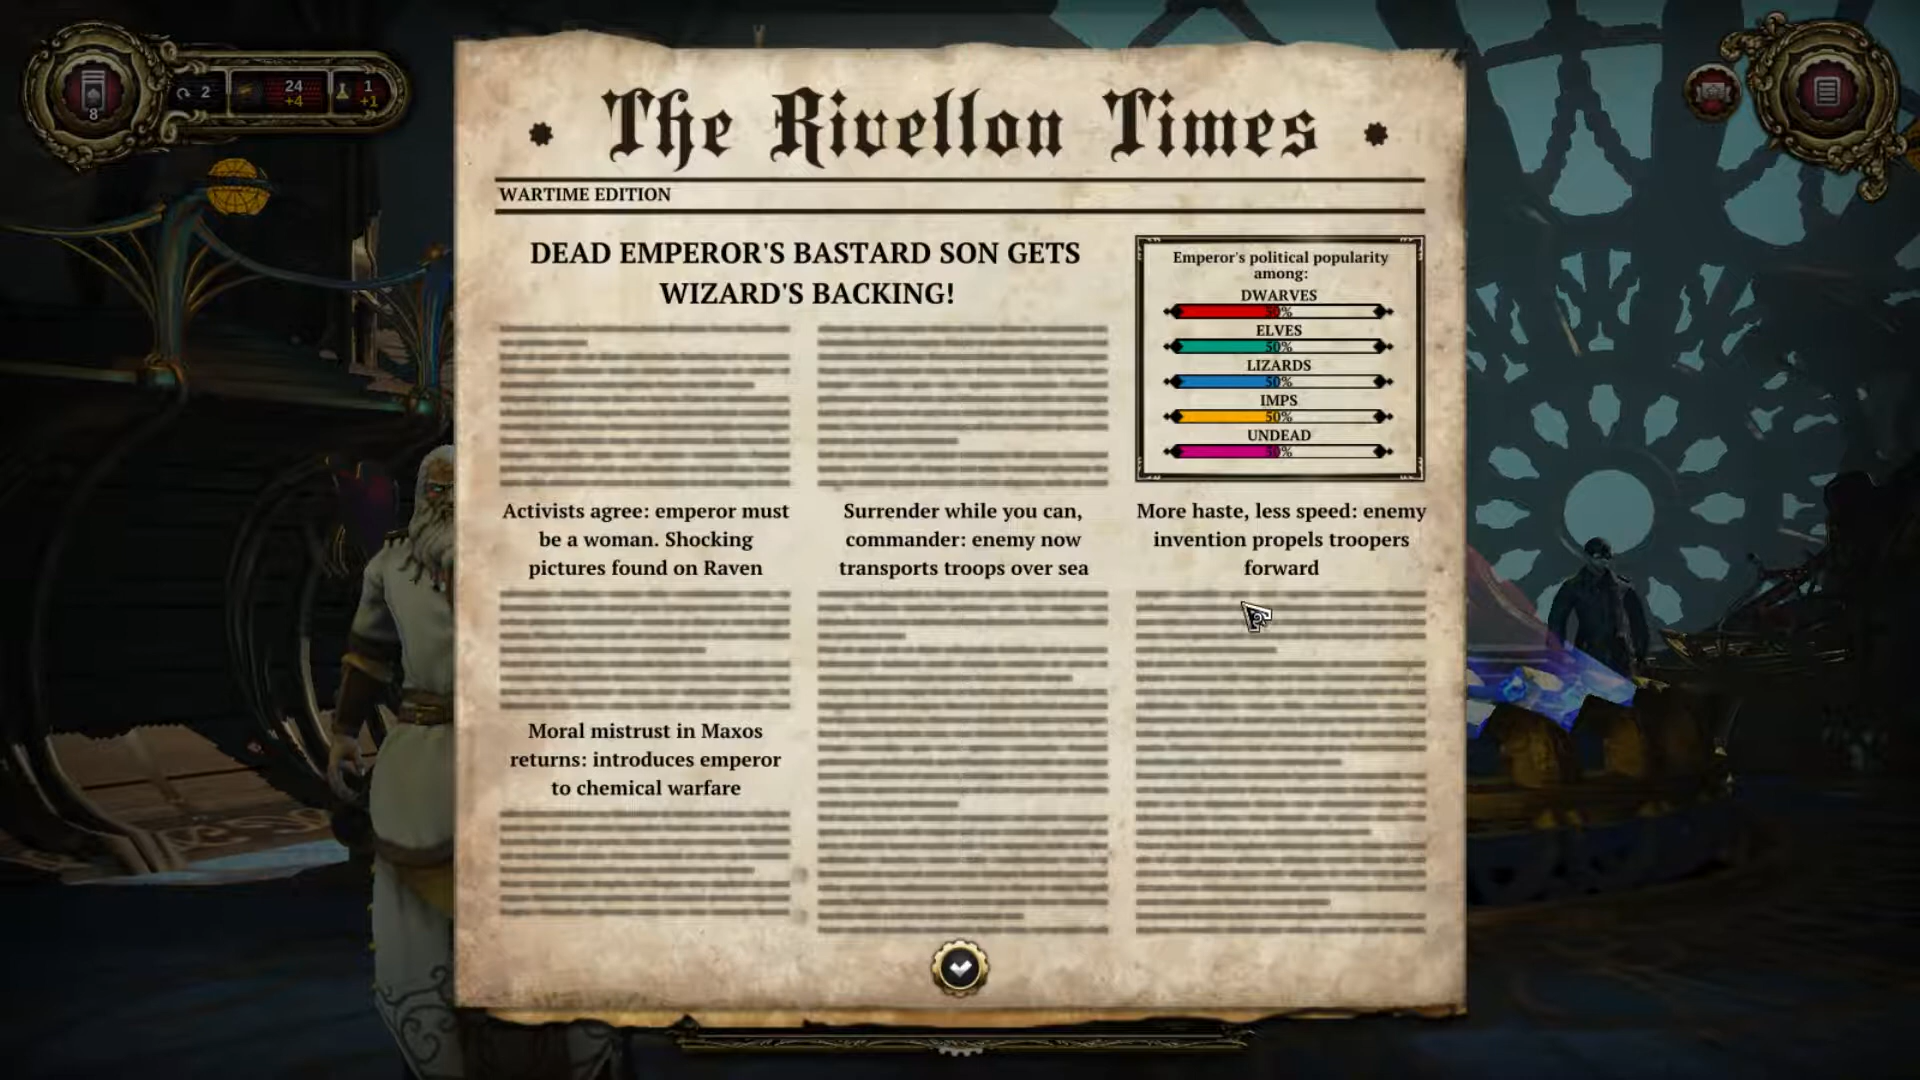 8
2
24
+4
1
+1
The Rivellon Times
WARTIME EDITION
DEAD EMPEROR'S BASTARD SON GETS
WIZARD'S BACKING!
Emperor's political popularity
among:
DWARVES
50%
ELVES
50%
LIZARDS
50%
IMPS
50%
UNDEAD
50%
Activists agree: emperor must
be a woman. Shocking
pictures found on Raven
Surrender while you can,
commander: enemy now
transports troops over sea
More haste, less speed: enemy
invention propels troopers
forward
Moral mistrust in Maxos
returns: introduces emperor
to chemical warfare